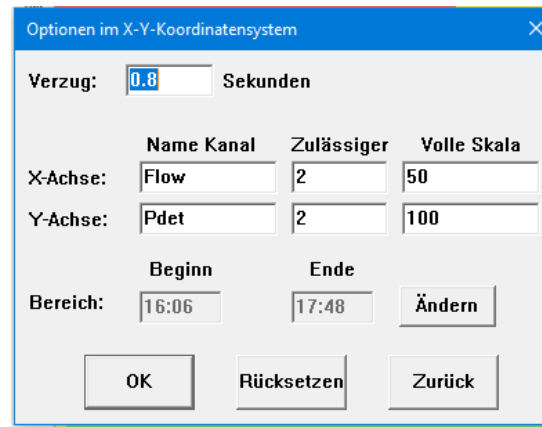 Optionen im X-Y-Koordinatensystem
Verzug: 0.8 Sekunden
Name Kanal Zulässiger Volle Skala
X-Achse: Flow 2 50
Y-Achse: Pdet 2 100
Beginn Ende
Bereich: 16:06 17:48 Ändern
OK Rücksetzen Zurück